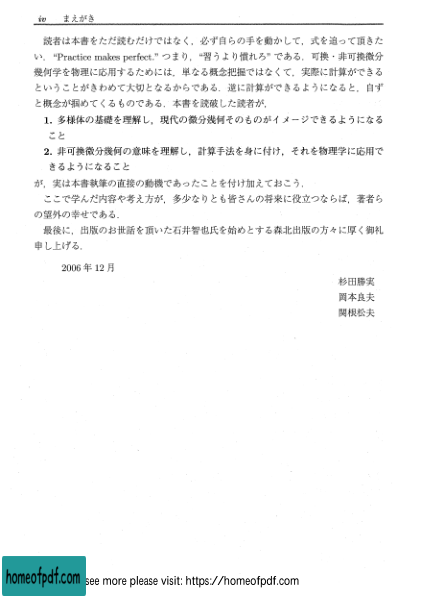 iv まえがき
読者は本書をただ読むだけではなく，必ず自らの手を動かして，式を追って頂きた
い．“Practice makes perfect.” つまり，“習うより慣れろ” である．可換・非可換微分
幾何学を物理に応用するためには，単なる概念把握ではなくて，実際に計算ができる
ということがきわめて大切となるからである．逆に計算ができるようになると，自ず
と概念が掴めてくるものである．本書を読破した読者が，
1. 多様体の基礎を理解し，現代の微分幾何そのものがイメージできるようになる
こと
2. 非可換微分幾何の意味を理解し，計算手法を身に付け，それを物理学に応用で
きるようになること
が，実は本書執筆の直接の動機であったことを付け加えておこう．
ここで学んだ内容や考え方が，多少なりとも皆さんの将来に役立つならば，著者ら
の望外の幸せである．
最後に，出版のお世話を頂いた石井智也氏を始めとする森北出版の方々に厚く御礼
申し上げる．
2006 年 12 月
杉田勝実
岡本良夫
関根松夫
homeofpdf.com
see more please visit: https://homeofpdf.com